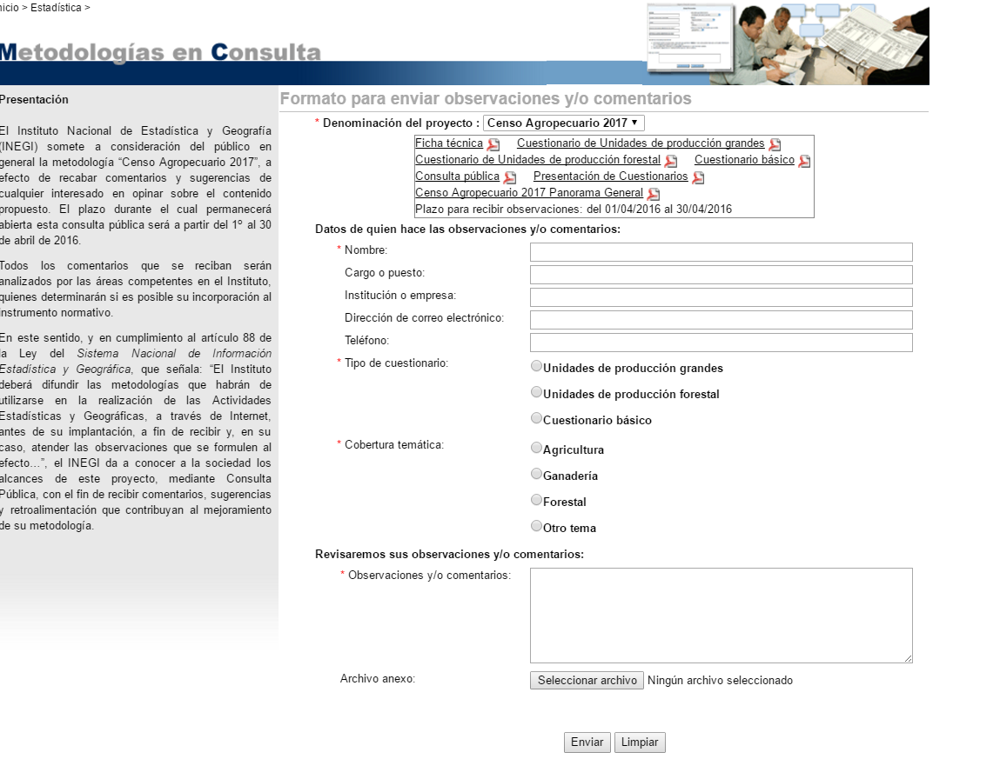 nicio > Estadística >
Metodologías en Consulta
Presentación
El Instituto Nacional de Estadística y Geografía
(INEGI) somete a consideración del público en
general la metodología “Censo Agropecuario 2017”, a
efecto de recabar comentarios y sugerencias de
cualquier interesado en opinar sobre el contenido
propuesto. El plazo durante el cual permanecerá
abierta esta consulta pública será a partir del 1º al 30
de abril de 2016.
Todos los comentarios que se reciban serán
analizados por las áreas competentes en el Instituto,
quienes determinarán si es posible su incorporación al
instrumento normativo.
En este sentido, y en cumplimiento al artículo 88 de
la Ley del Sistema Nacional de Información
Estadística y Geográfica, que señala: “El Instituto
deberá difundir las metodologías que habrán de
utilizarse en la realización de las Actividades
Estadísticas y Geográficas, a través de Internet,
antes de su implantación, a fin de recibir y, en su
caso, atender las observaciones que se formulen al
efecto…”, el INEGI da a conocer a la sociedad los
alcances de este proyecto, mediante Consulta
Pública, con el fin de recibir comentarios, sugerencias
y retroalimentación que contribuyan al mejoramiento
de su metodología.
Formato para enviar observaciones y/o comentarios
* Denominación del proyecto : Censo Agropecuario 2017
Ficha técnica Cuestionario de Unidades de producción grandes
Cuestionario de Unidades de producción forestal Cuestionario básico
Consulta pública Presentación de Cuestionarios
Censo Agropecuario 2017 Panorama General
Plazo para recibir observaciones: del 01/04/2016 al 30/04/2016
Datos de quien hace las observaciones y/o comentarios:
* Nombre:
Cargo o puesto:
Institución o empresa:
Dirección de correo electrónico:
Teléfono:
* Tipo de cuestionario:
Unidades de producción grandes
Unidades de producción forestal
Cuestionario básico
* Cobertura temática:
Agricultura
Ganadería
Forestal
Otro tema
Revisaremos sus observaciones y/o comentarios:
* Observaciones y/o comentarios:
Archivo anexo: Seleccionar archivo Ningún archivo seleccionado
Enviar Limpiar